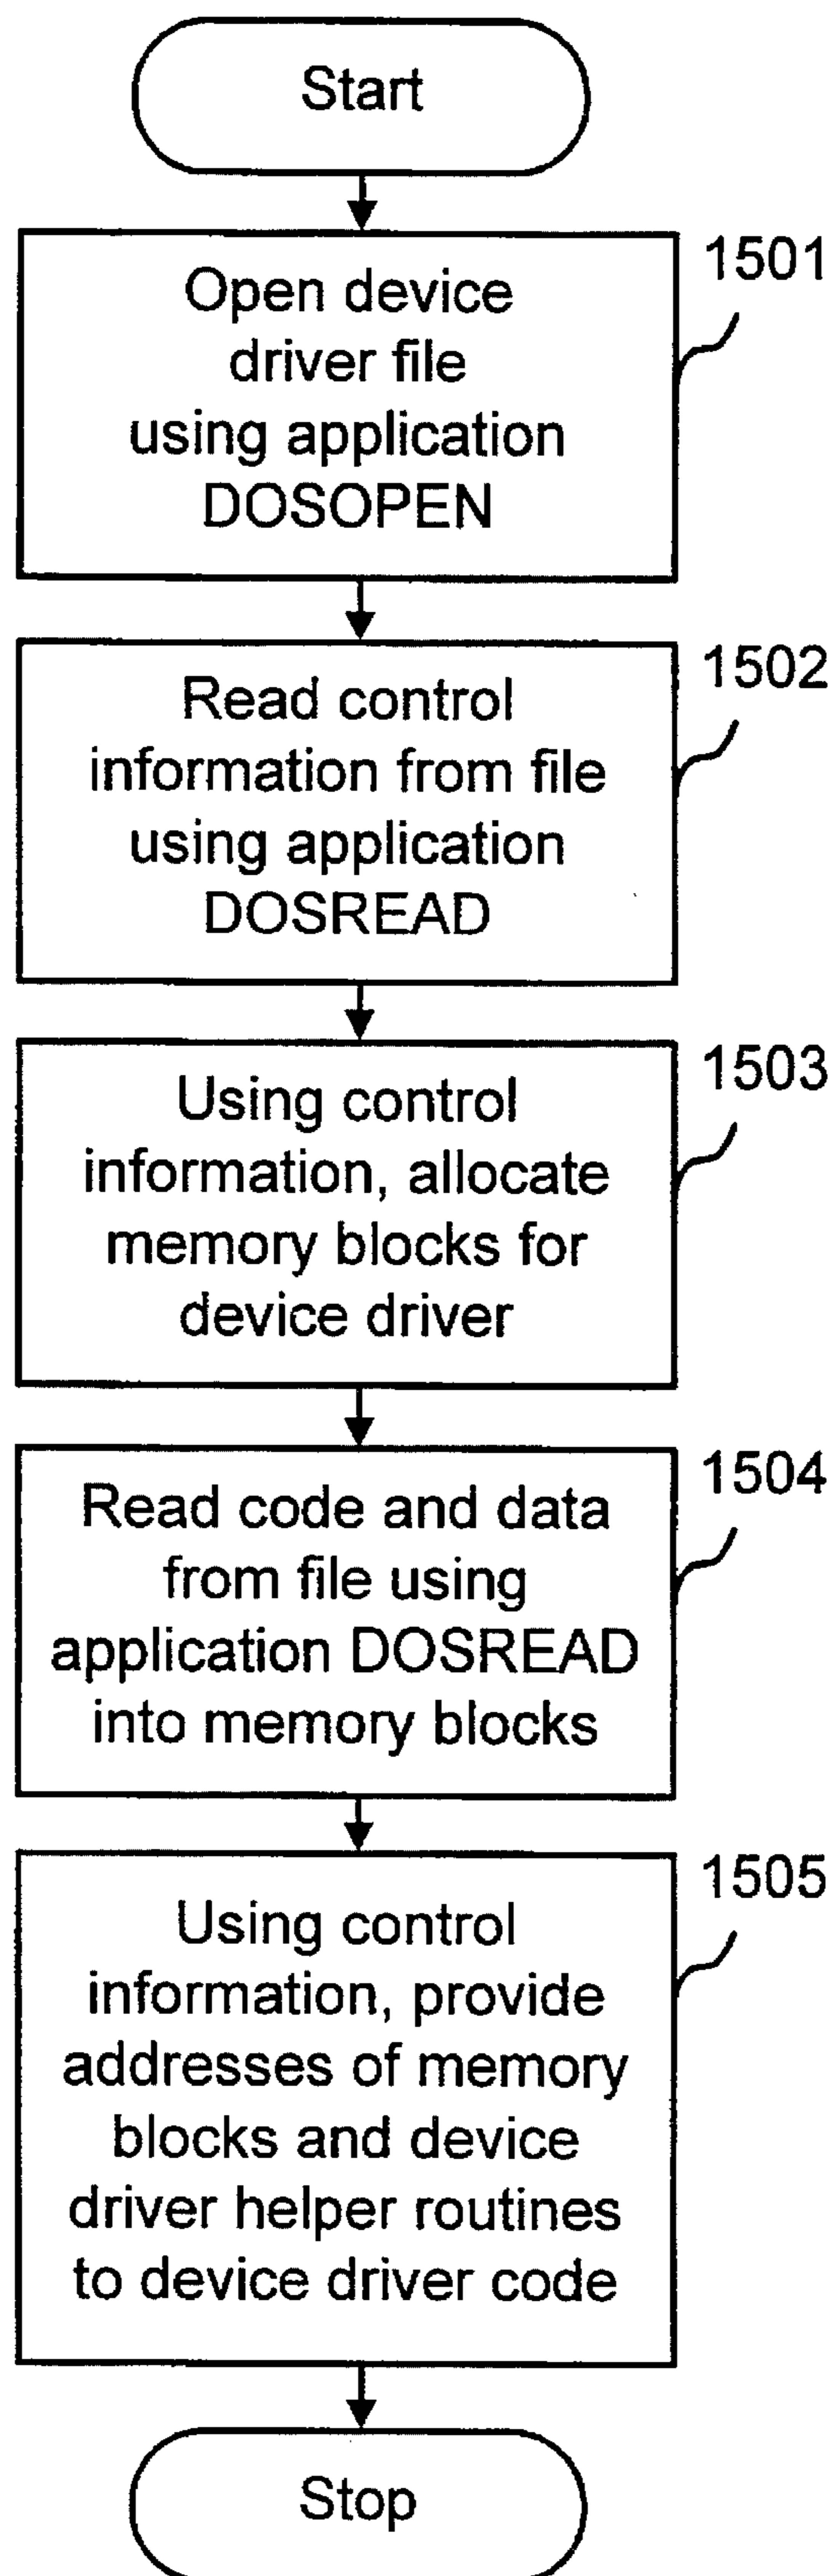 Start
1501
Open device
driver file
using application
DOSOPEN
1502
Read control
information from file
using application
DOSREAD
1503
Using control
information, allocate
memory blocks for
device driver
1504
Read code and data
from file using
application DOSREAD
into memory blocks
1505
Using control
information, provide
addresses of memory
blocks and device
driver helper routines
to device driver code
Stop